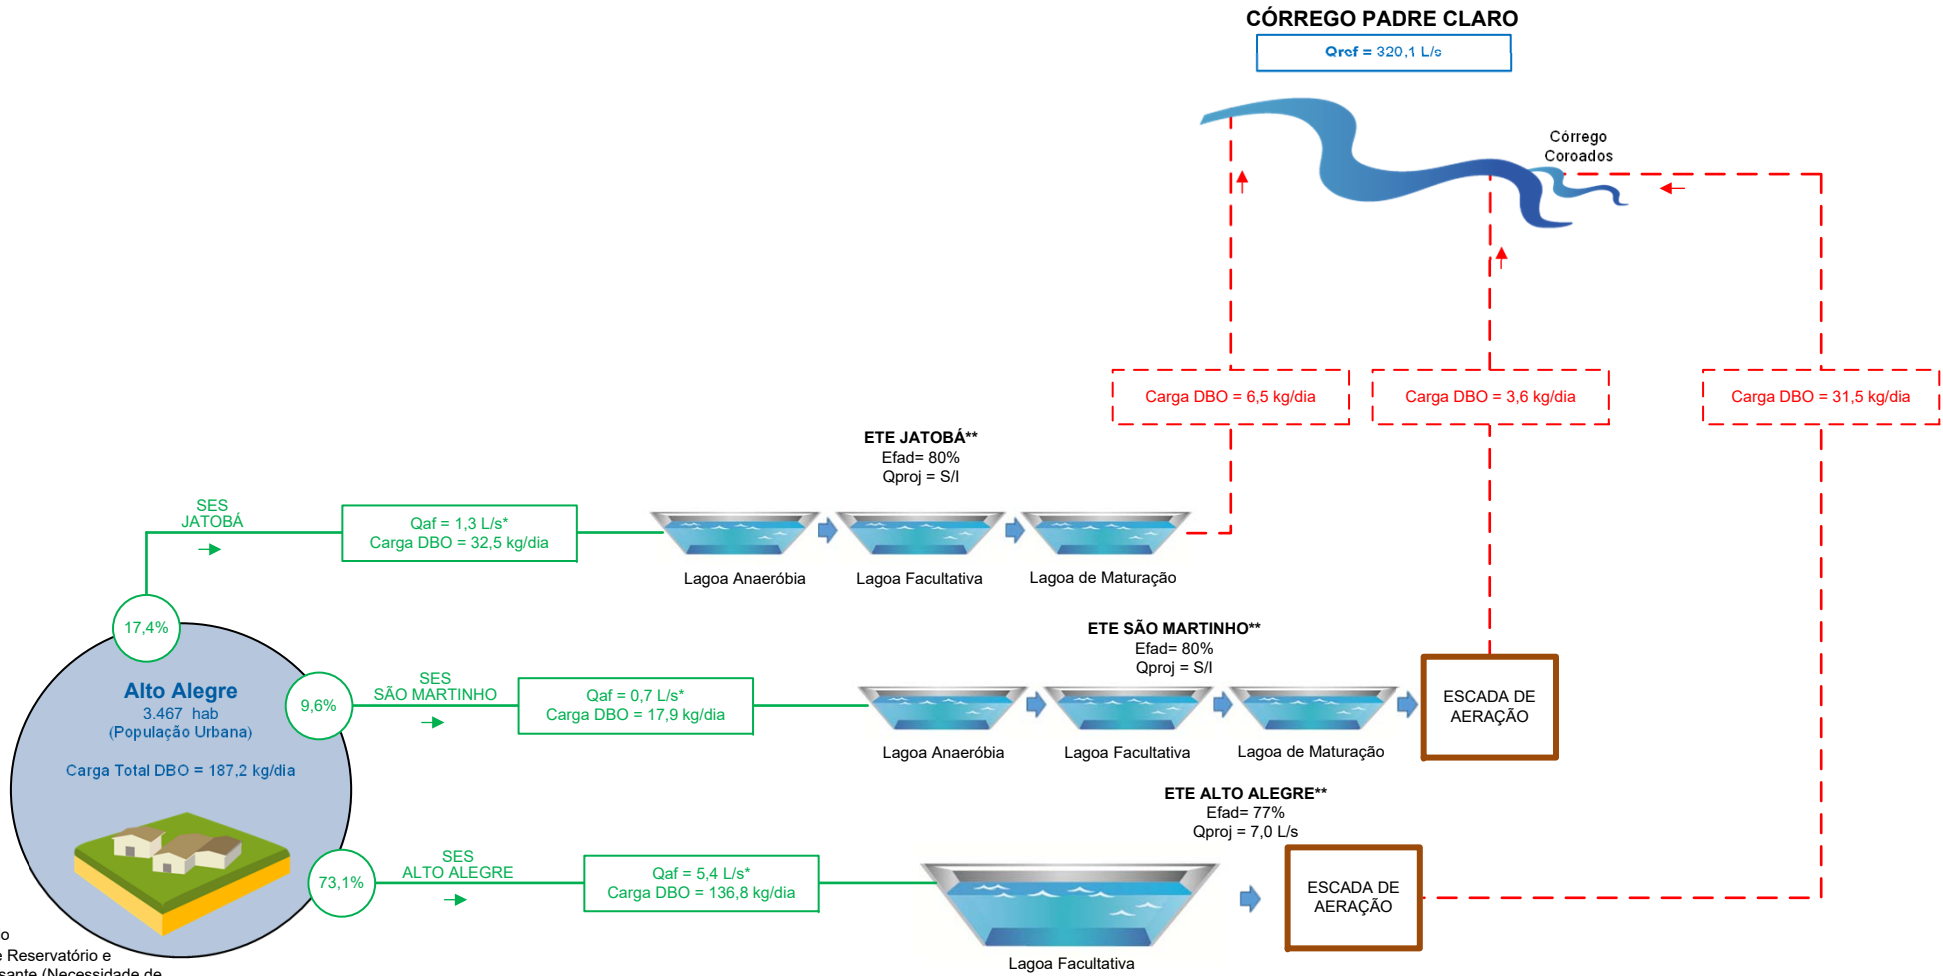 CÓRREGO PADRE CLARO
Qref = 320,1 L/s
Córrego
Coroados
Carga DBO = 6,5 kg/dia
Carga DBO = 3,6 kg/dia
Carga DBO = 31,5 kg/dia
ETE JATOBÁ**
Efad= 80%
Qproj = S/I
SES
JATOBÁ
Qaf = 1,3 L/s*
Carga DBO = 32,5 kg/dia
Lagoa Anaeróbia
Lagoa Facultativa
Lagoa de Maturação
17,4%
ETE SÃO MARTINHO**
Efad= 80%
Qproj = S/I
Alto Alegre
3.467 hab
(População Urbana)
Carga Total DBO = 187,2 kg/dia
9,6%
SES
SÃO MARTINHO
Qaf = 0,7 L/s*
Carga DBO = 17,9 kg/dia
Lagoa Anaeróbia
Lagoa Facultativa
Lagoa de Maturação
ESCADA DE
AERAÇÃO
ETE ALTO ALEGRE**
Efad= 77%
Qproj = 7,0 L/s
73,1%
SES
ALTO ALEGRE
Qaf = 5,4 L/s*
Carga DBO = 136,8 kg/dia
Lagoa Facultativa
ESCADA DE
AERAÇÃO
Reservatório e
(Necessidade de